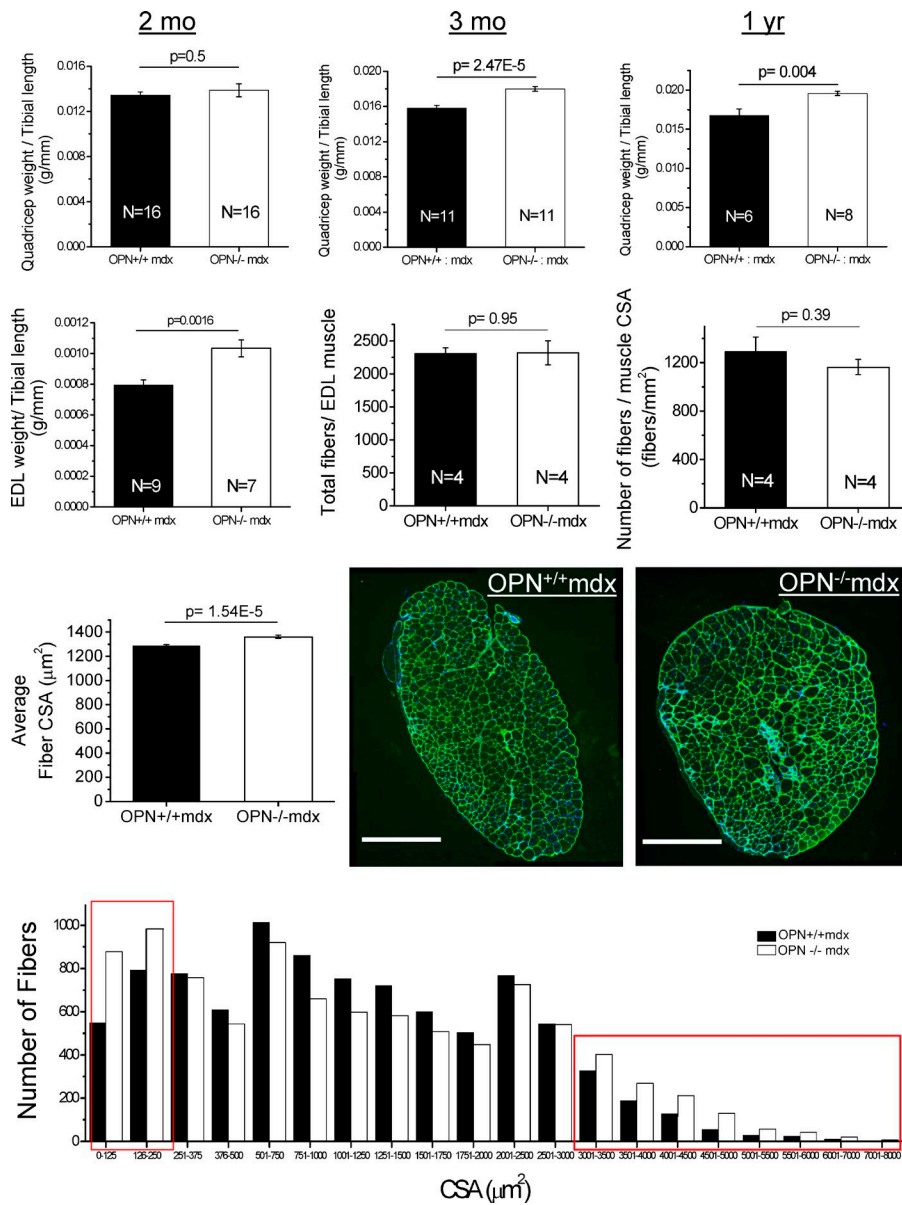 2 mo
3 mo
1 yr
p=0.5
0.016
0.012
0.008
0.004
0.000
Quadricep weight / Tibial length
(g/mm)
N=16
N=16
OPN+/+ mdx
OPN-/- mdx
p= 2.47E-5
0.020
0.016
0.012
0.008
0.004
0.000
Quadricep weight / Tibial length
(g/mm)
N=11
N=11
OPN+/+ : mdx
OPN-/- : mdx
p= 0.004
0.020
0.015
0.010
0.005
0.000
Quadricep weight / Tibial length
(g/mm)
N=6
N=8
OPN+/+ : mdx
OPN-/- : mdx
p=0.0016
0.0012
0.0010
0.0008
0.0006
0.0004
0.0002
0.0000
EDL weight/ Tibial length
(g/mm)
N=9
N=7
OPN+/+ mdx
OPN-/- mdx
p= 0.95
2500
2000
1500
1000
500
0
Total fibers/ EDL muscle
N=4
N=4
OPN+/+mdx
OPN-/-mdx
p= 0.39
1200
800
400
0
Number of fibers / muscle CSA
(fibers/mm²)
N=4
N=4
OPN+/+mdx
OPN-/-mdx
p= 1.54E-5
1400
1200
1000
800
600
400
200
0
Average
Fiber CSA (μm²)
OPN+/+mdx
OPN-/-mdx
OPN+/+mdx
OPN-/-mdx
1000
800
600
400
200
0
Number of Fibers
OPN+/+mdx
OPN -/- mdx
0-125
126-250
251-375
376-500
501-750
751-1000
1001-1250
1251-1500
1501-1750
1751-2000
2001-2500
2501-3000
3001-3500
3501-4000
4001-4500
4501-5000
5001-5500
5501-6000
6001-7000
7001-8000
CSA (μm²)